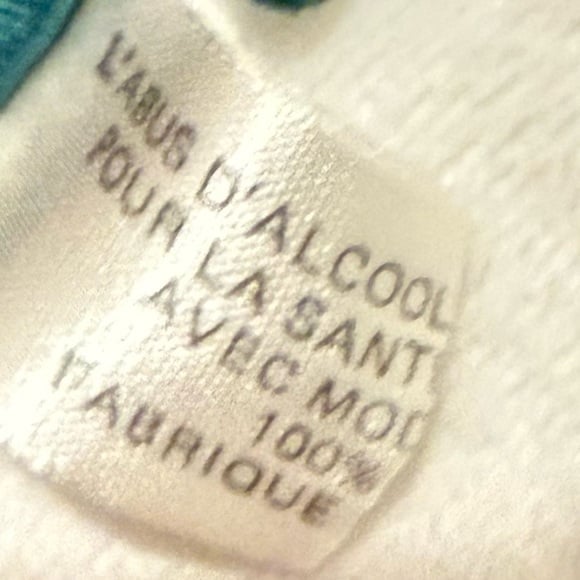 L'ABUS D'ALCOOL
POUR LA SANT
AVEC MOD
100%
FABRIQUE